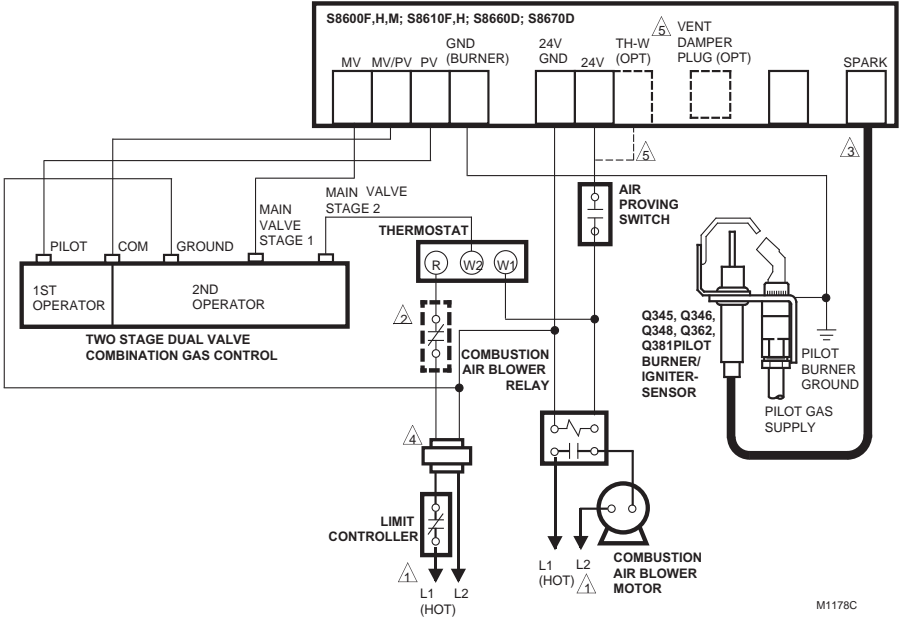 S8600F,H,M; S8610F,H; S8660D; S8670D
MV
MV/PV
PV
GND
(BURNER)
24V
GND
24V
TH-W
(OPT)
5
VENT
DAMPER
PLUG (OPT)
SPARK
5
3
AIR
PROVING
SWITCH
MAIN VALVE
STAGE 2
MAIN
VALVE
STAGE 1
PILOT
COM
GROUND
1ST
OPERATOR
2ND
OPERATOR
TWO STAGE DUAL VALVE
COMBINATION GAS CONTROL
THERMOSTAT
R
W2
W1
2
COMBUSTION
AIR BLOWER
RELAY
Q345, Q346,
Q348, Q362,
Q381PILOT
BURNER/
IGNITER-
SENSOR
PILOT
BURNER
GROUND
PILOT GAS
SUPPLY
4
LIMIT
CONTROLLER
1
L1
(HOT)
L2
L1
(HOT)
L2
1
COMBUSTION
AIR BLOWER
MOTOR
M1178C